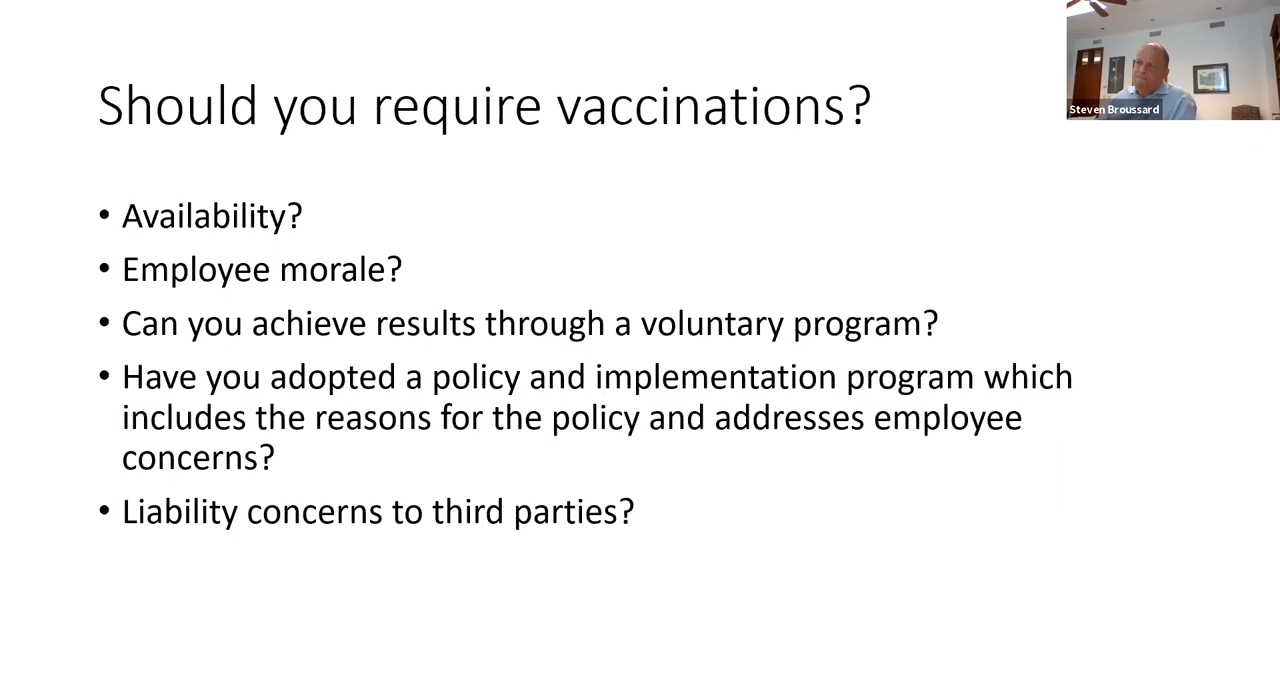 Should you require vaccinations?
Steven Broussard
• Availability?
• Employee morale?
• Can you achieve results through a voluntary program?
• Have you adopted a policy and implementation program which
includes the reasons for the policy and addresses employee
concerns?
• Liability concerns to third parties?